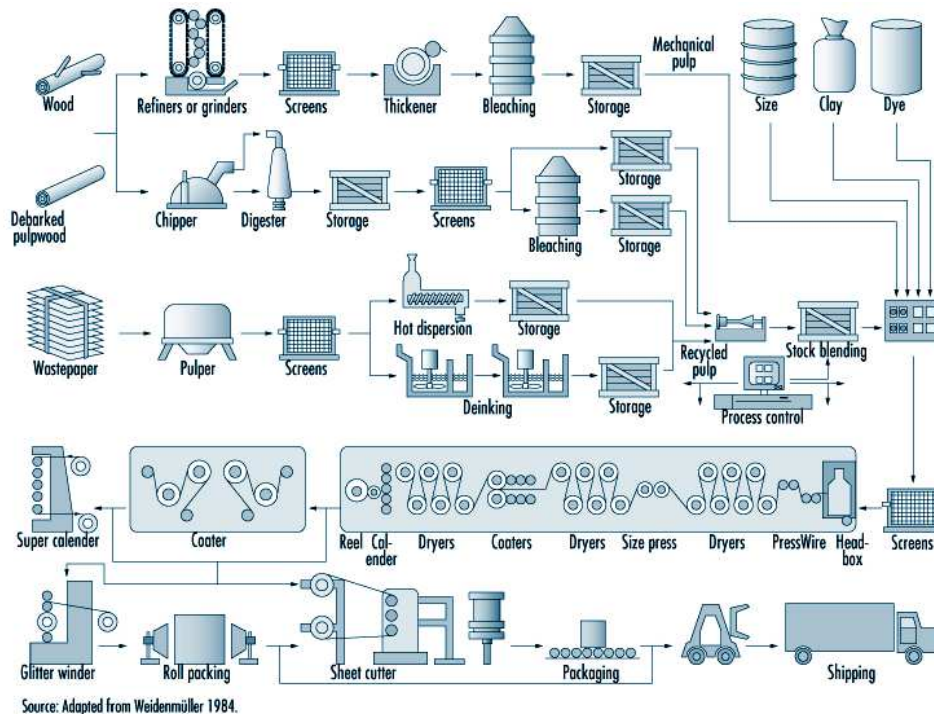 Mechanical
pulp
Wood
Refiners or grinders
Screens
Thickener
Bleaching
Storage
Size
Clay
Dye
Debarked
pulpwood
Chipper
Digester
Storage
Screens
Bleaching
Storage
Storage
Wastepaper
Pulper
Screens
Hot dispersion
Storage
Deinking
Storage
Recycled
pulp
Stock blending
Process control
Super calender
Coater
Reel
Cal-
ender
Dryers
Coaters
Dryers
Size press
Dryers
Press
Wire
Head-
box
Screens
Glitter winder
Roll packing
Sheet cutter
Packaging
Shipping
Source: Adapted from Weidenmüller 1984.